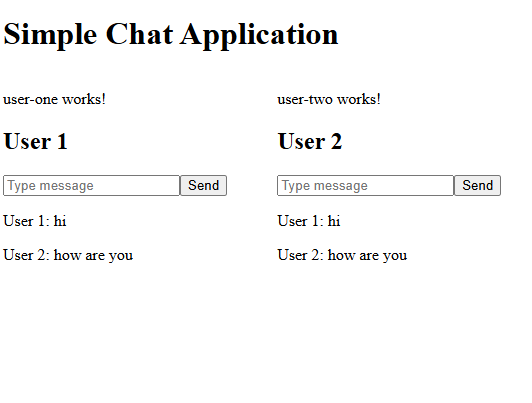 Simple Chat Application
user-one works!
User 1
Type message
Send
User 1: hi
User 2: how are you
user-two works!
User 2
Type message
Send
User 1: hi
User 2: how are you